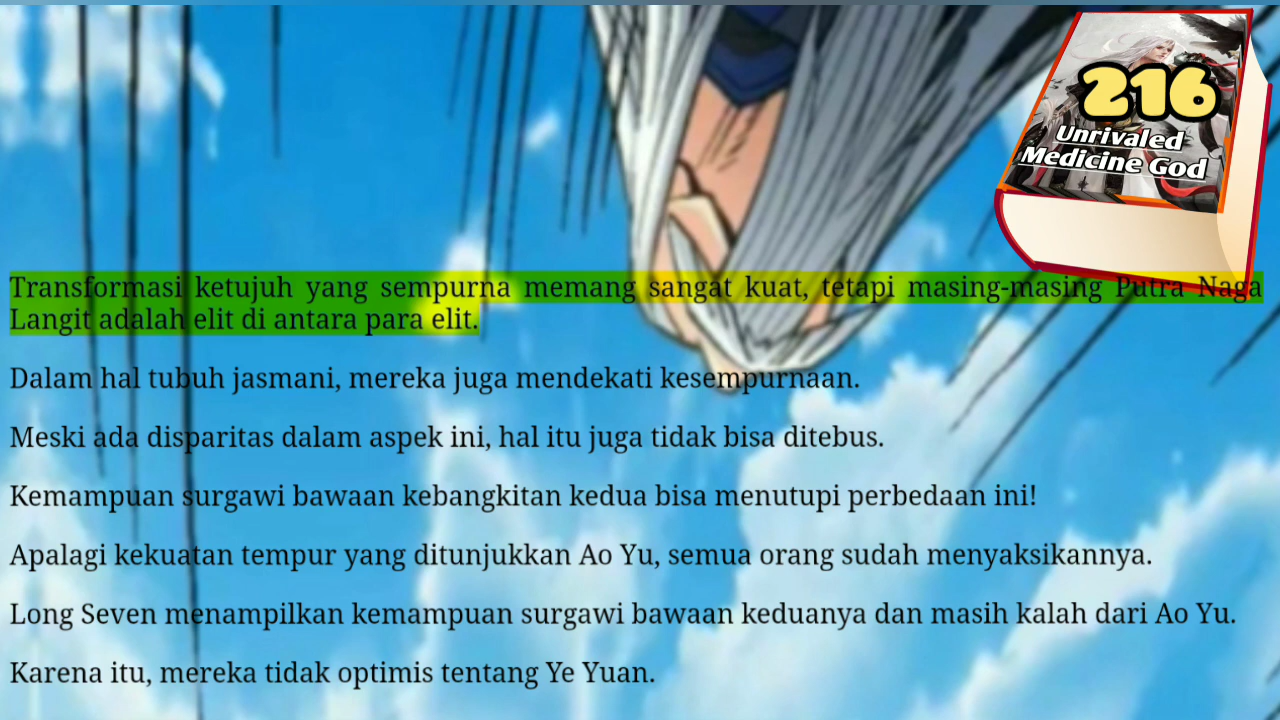 216
Unrivaled
Medicine God
Transformasi ketujuh yang sempurna memang sangat kuat, tetapi masing-masing Putra Naga
Langit adalah elit di antara para elit.
Dalam hal tubuh jasmani, mereka juga mendekati kesempurnaan.
Meski ada disparitas dalam aspek ini, hal itu juga tidak bisa ditebus.
Kemampuan surgawi bawaan kebangkitan kedua bisa menutupi perbedaan ini!
Apalagi kekuatan tempur yang ditunjukkan Ao Yu, semua orang sudah menyaksikannya.
Long Seven menampilkan kemampuan surgawi bawaan keduanya dan masih kalah dari Ao Yu.
Karena itu, mereka tidak optimis tentang Ye Yuan.